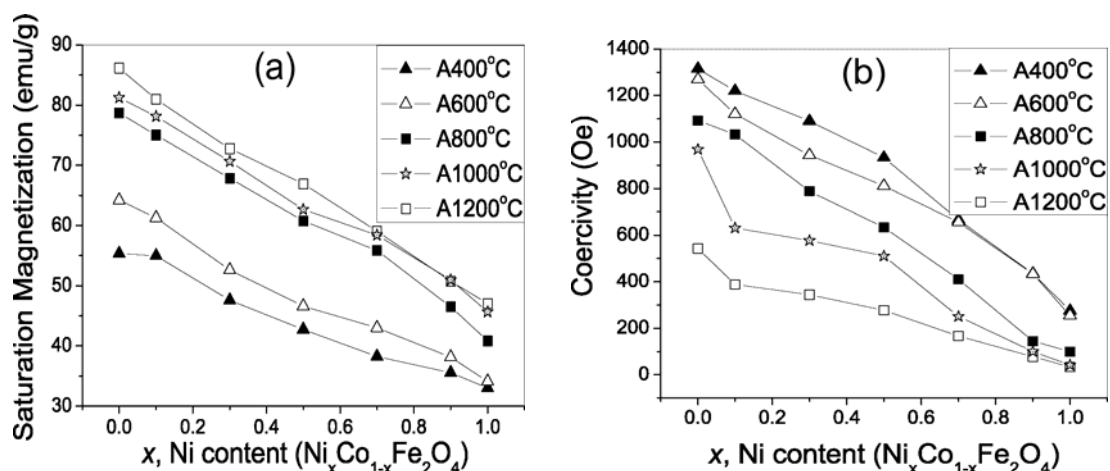 (a)
A400°C
A600°C
A800°C
A1000°C
A1200°C
90
80
70
60
50
40
30
Saturation Magnetization (emu/g)
0.0 0.2 0.4 0.6 0.8 1.0
x, Ni content (NiₓCo₁₋ₓFe₂O₄)
(b)
A400°C
A600°C
A800°C
A1000°C
A1200°C
1400
1200
1000
800
600
400
200
0
Coercivity (Oe)
0.0 0.2 0.4 0.6 0.8 1.0
x, Ni content (NiₓCo₁₋ₓFe₂O₄)